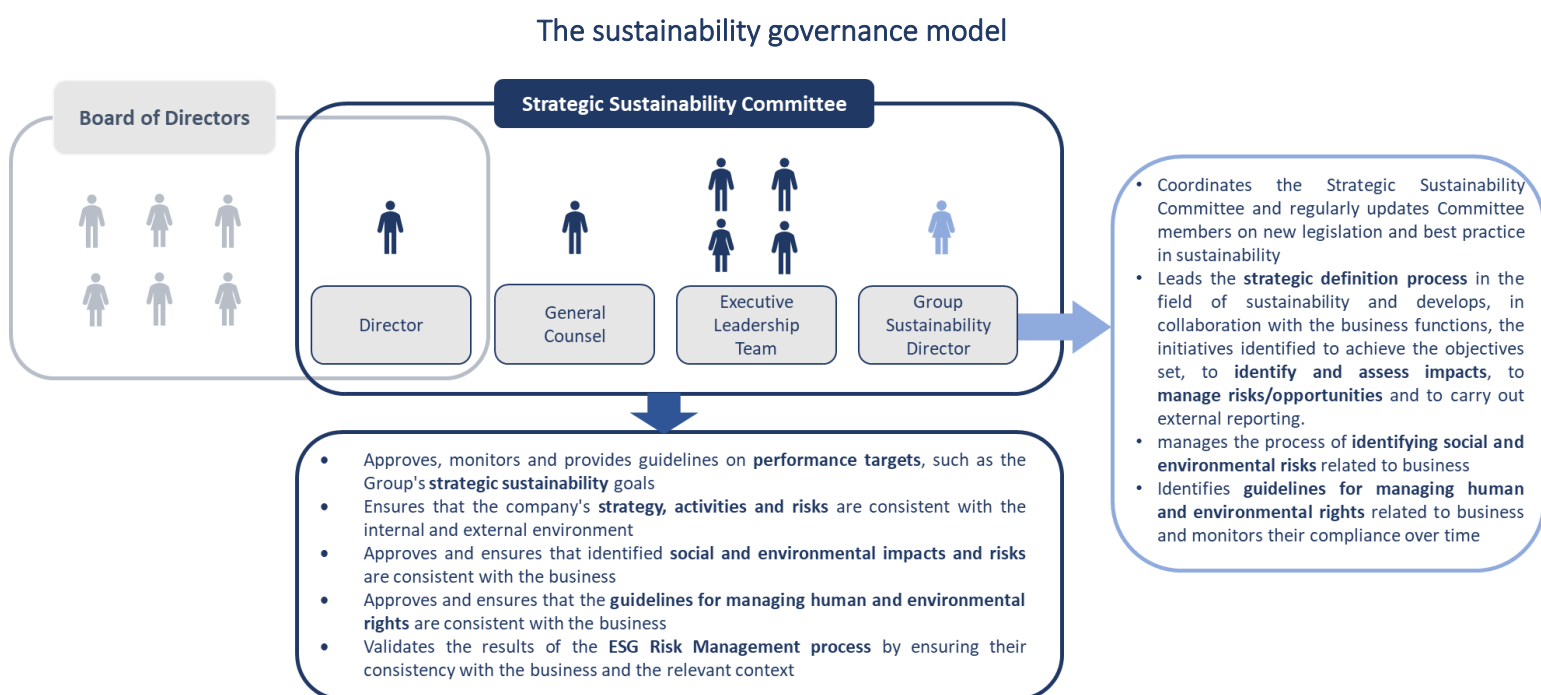 The sustainability governance model
Board of Directors
Strategic Sustainability Committee
Director
General
Counsel
Executive
Leadership
Team
Group
Sustainability
Director
• Coordinates the Strategic Sustainability
Committee and regularly updates Committee
members on new legislation and best practice
in sustainability
• Leads the strategic definition process in the
field of sustainability and develops, in
collaboration with the business functions, the
initiatives identified to achieve the objectives
set, to identify and assess impacts, to
manage risks/opportunities and to carry out
external reporting.
• manages the process of identifying social and
environmental risks related to business
• Identifies guidelines for managing human
and environmental rights related to business
and monitors their compliance over time
• Approves, monitors and provides guidelines on performance targets, such as the
Group's strategic sustainability goals
• Ensures that the company's strategy, activities and risks are consistent with the
internal and external environment
• Approves and ensures that identified social and environmental impacts and risks
are consistent with the business
• Approves and ensures that the guidelines for managing human and environmental
rights are consistent with the business
• Validates the results of the ESG Risk Management process by ensuring their
consistency with the business and the relevant context